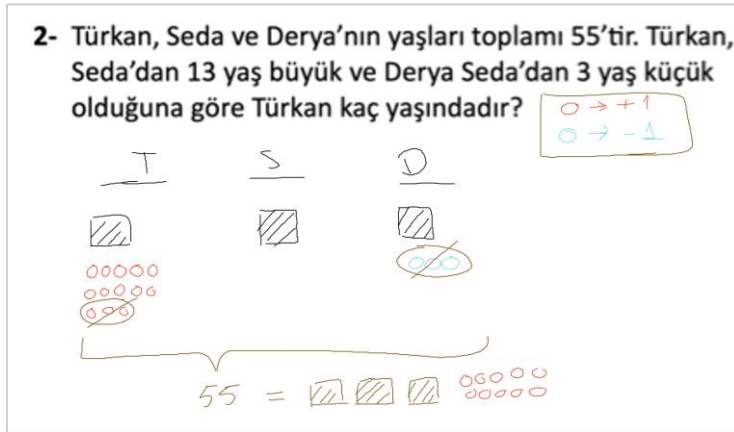 2- Türkan, Seda ve Derya’nın yaşları toplamı 55’tir. Türkan,
Seda’dan 13 yaş büyük ve Derya Seda’dan 3 yaş küçük
olduğuna göre Türkan kaç yaşındadır?
O → +1
O → -1
T S D
55 =